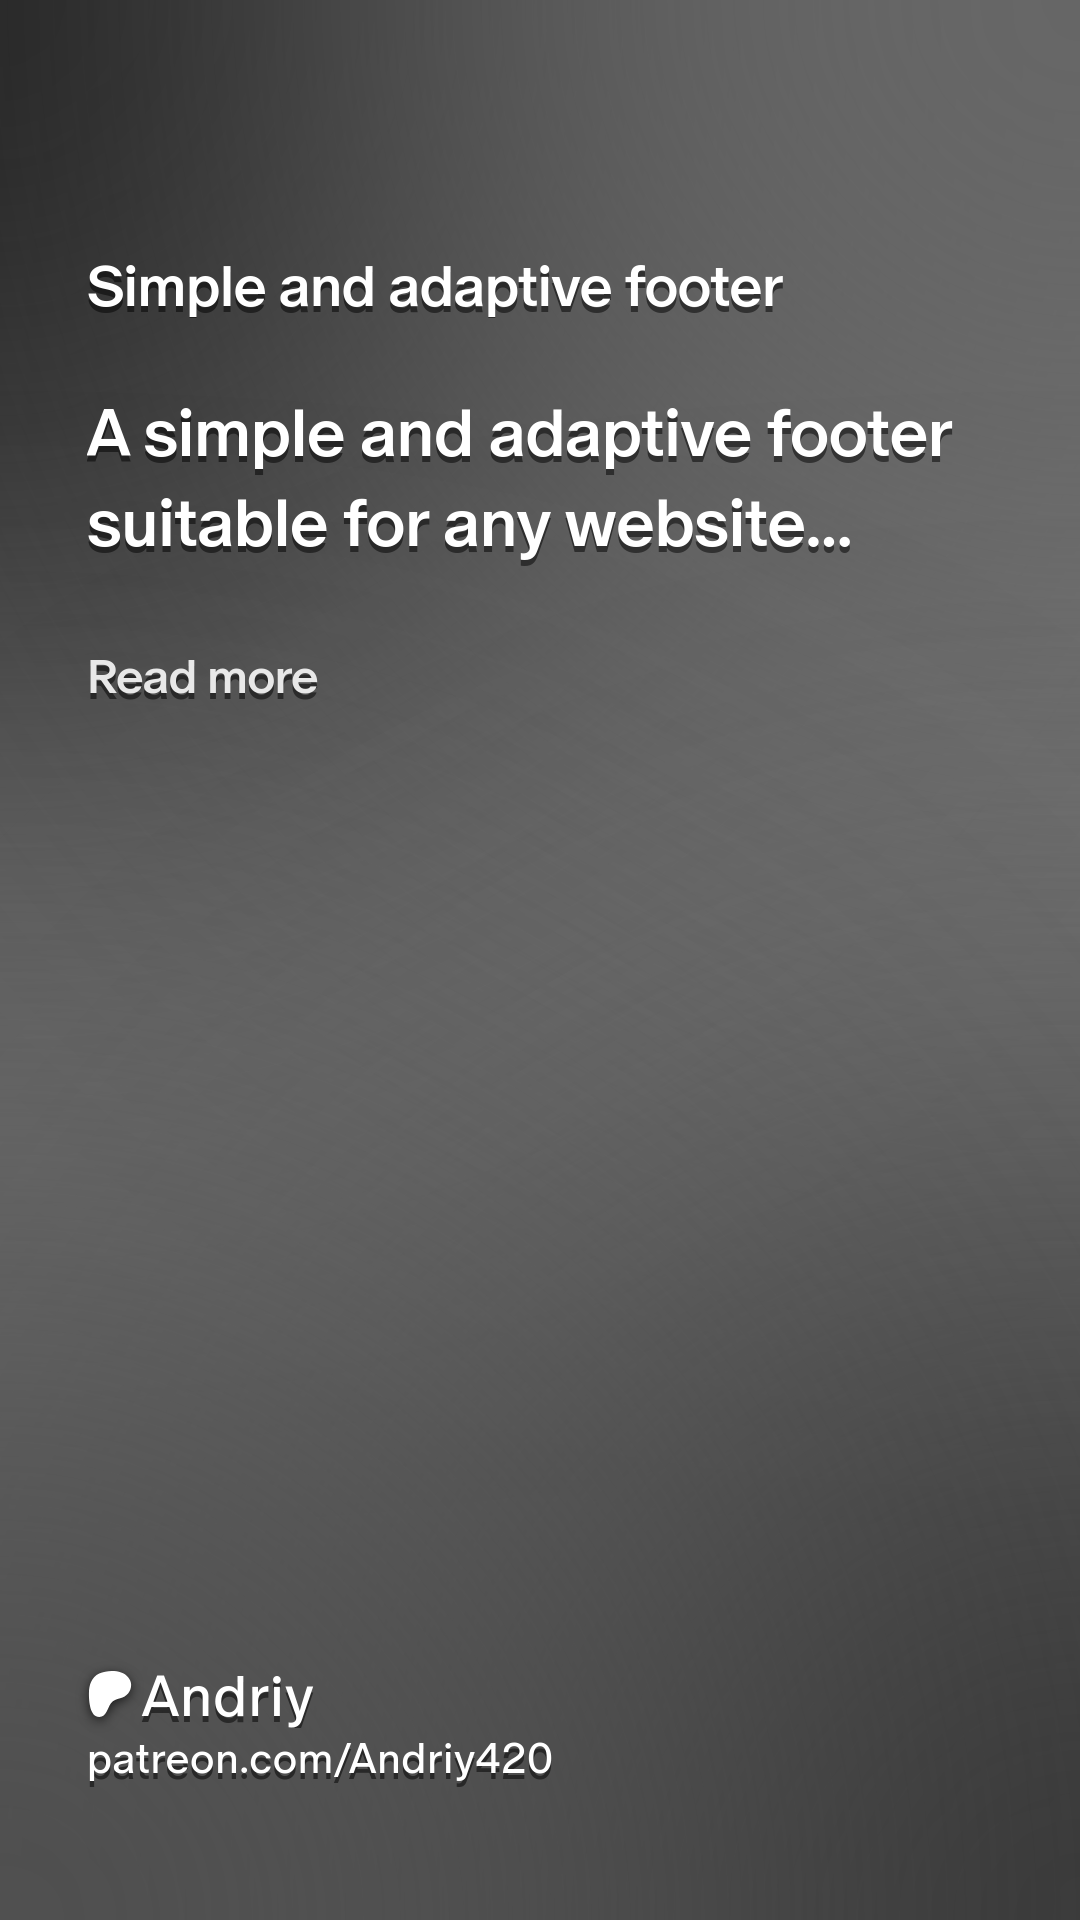 Simple and adaptive footer
A simple and adaptive footer
suitable for any website...
Read more
Andriy
patreon.com/Andriy420